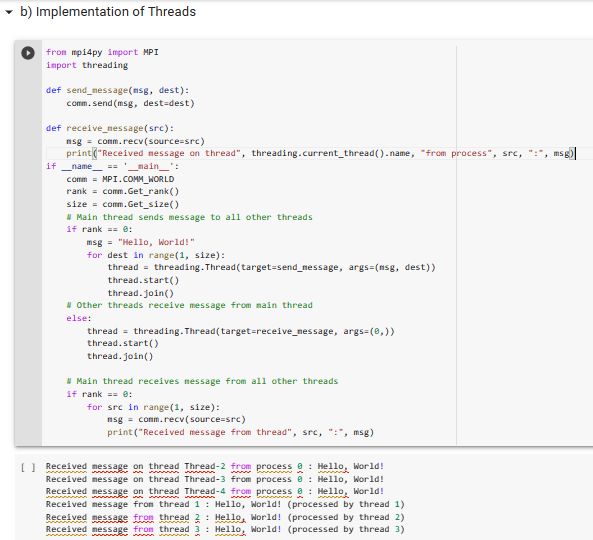 b) Implementation of Threads
from mpi4py import MPI
import threading

def send_message(msg, dest):
    comm.send(msg, dest=dest)

def receive_message(src):
    msg = comm.recv(source=src)
    print("Received message on thread", threading.current_thread().name, "from process", src, ":", msg)
if __name__ == '__main__':
    comm = MPI.COMM_WORLD
    rank = comm.Get_rank()
    size = comm.Get_size()
    # Main thread sends message to all other threads
    if rank == 0:
        msg = "Hello, World!"
        for dest in range(1, size):
            thread = threading.Thread(target=send_message, args=(msg, dest))
            thread.start()
            thread.join()
    # Other threads receive message from main thread
    else:
        thread = threading.Thread(target=receive_message, args=(0,))
        thread.start()
        thread.join()

    # Main thread receives message from all other threads
    if rank == 0:
        for src in range(1, size):
            msg = comm.recv(source=src)
            print("Received message from thread", src, ":", msg)
[ ] Received message on thread Thread-2 from process 0 : Hello, World!
Received message on thread Thread-3 from process 0 : Hello, World!
Received message on thread Thread-4 from process 0 : Hello, World!
Received message from thread 1 : Hello, World! (processed by thread 1)
Received message from thread 2 : Hello, World! (processed by thread 2)
Received message from thread 3 : Hello, World! (processed by thread 3)